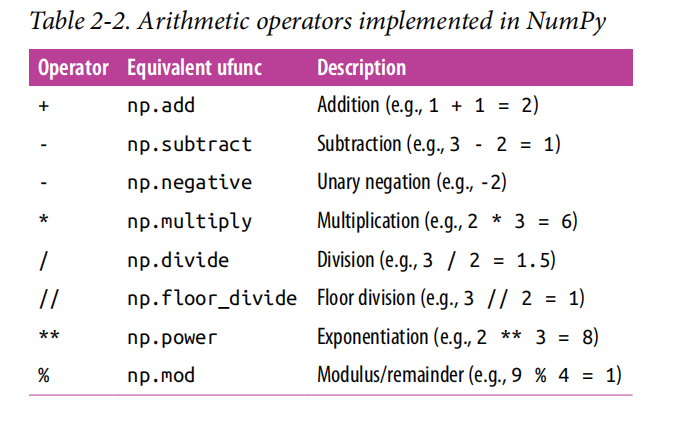 Table 2-2. Arithmetic operators implemented in NumPy
Operator Equivalent ufunc Description
+ np.add Addition (e.g., 1 + 1 = 2)
- np.subtract Subtraction (e.g., 3 - 2 = 1)
- np.negative Unary negation (e.g., -2)
* np.multiply Multiplication (e.g., 2 * 3 = 6)
/ np.divide Division (e.g., 3 / 2 = 1.5)
// np.floor_divide Floor division (e.g., 3 // 2 = 1)
** np.power Exponentiation (e.g., 2 ** 3 = 8)
% np.mod Modulus/remainder (e.g., 9 % 4 = 1)